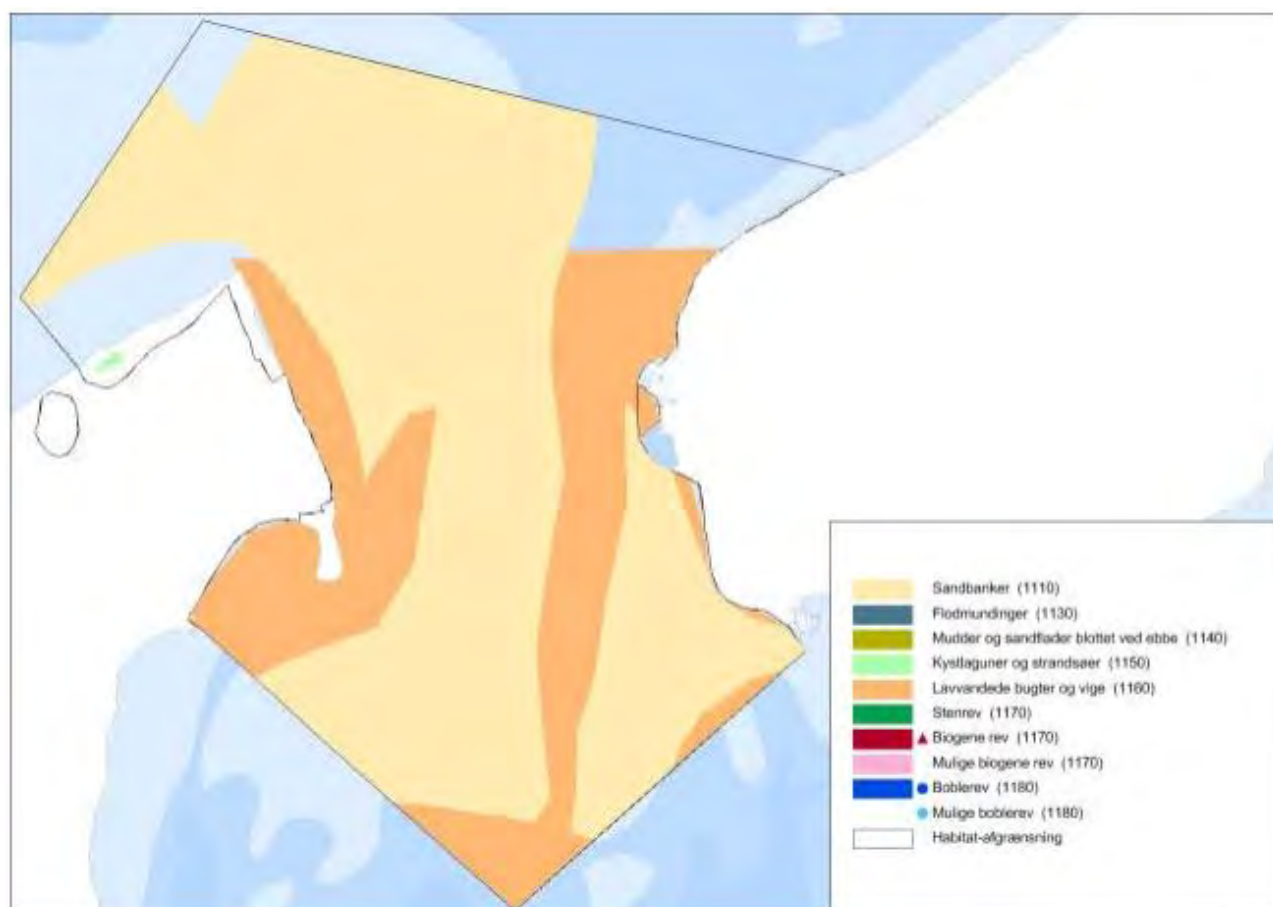 Sandbanker (1110)
Flodmundinger (1130)
Mudder og sandflader blottet ved ebbe (1140)
Kystlaguner og strandsøer (1150)
Lavvandede bugter og vige (1160)
Stenrev (1170)
Biogene rev (1170)
Mulige biogene rev (1170)
Boblerev (1180)
Mulige boblerev (1180)
Habitat-afgrænsning